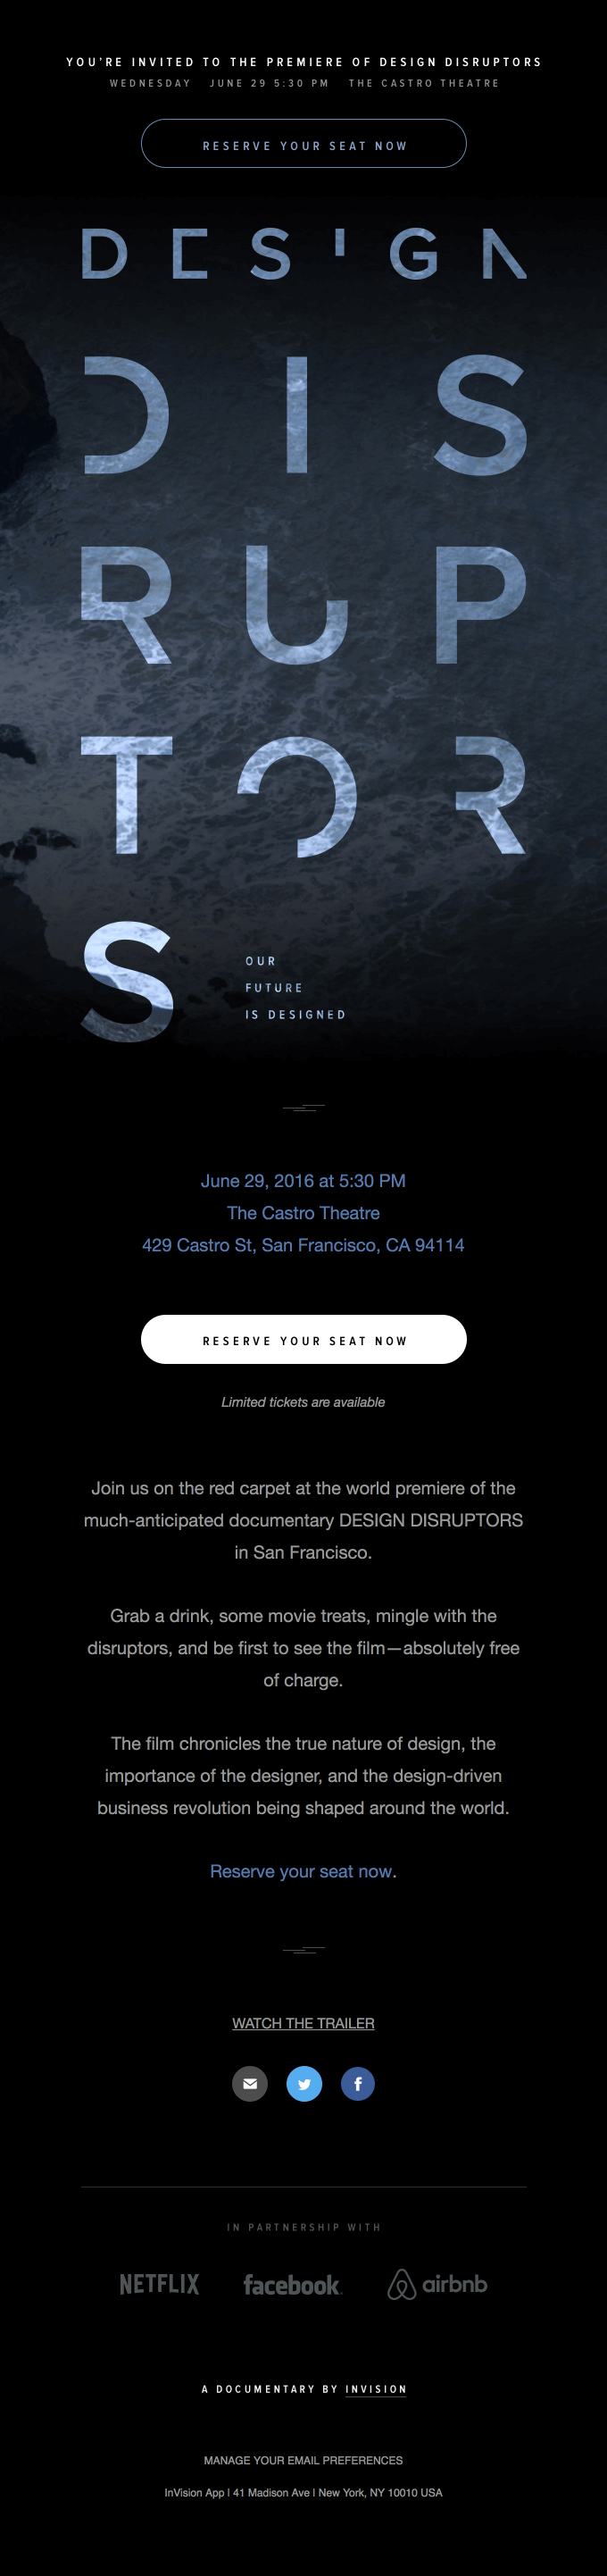 YOU’RE INVITED TO THE PREMIERE OF DESIGN DISRUPTORS
WEDNESDAY JUNE 29 5:30 PM THE CASTRO THEATRE
RESERVE YOUR SEAT NOW
DESIGN
DIS
RUP
TOR
S
OUR
FUTURE
IS DESIGNED
June 29, 2016 at 5:30 PM
The Castro Theatre
429 Castro St, San Francisco, CA 94114
RESERVE YOUR SEAT NOW
Limited tickets are available
Join us on the red carpet at the world premiere of the
much-anticipated documentary DESIGN DISRUPTORS
in San Francisco.
Grab a drink, some movie treats, mingle with the
disruptors, and be first to see the film—absolutely free
of charge.
The film chronicles the true nature of design, the
importance of the designer, and the design-driven
business revolution being shaped around the world.
Reserve your seat now.
WATCH THE TRAILER
IN PARTNERSHIP WITH
NETFLIX facebook airbnb
A DOCUMENTARY BY INVISION
MANAGE YOUR EMAIL PREFERENCES
InVision App | 41 Madison Ave | New York, NY 10010 USA